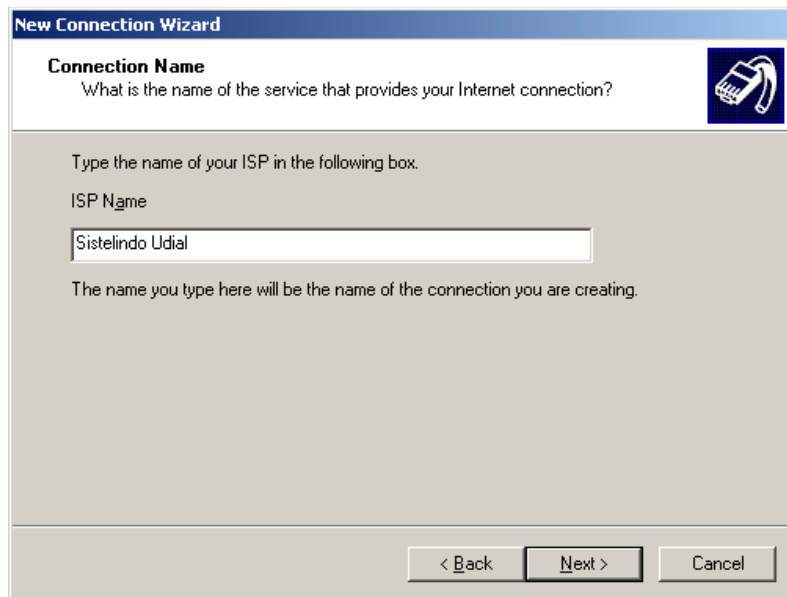 New Connection Wizard
Connection Name
What is the name of the service that provides your Internet connection?
Type the name of your ISP in the following box.
ISP Name
Sistelindo Udial
The name you type here will be the name of the connection you are creating.
< Back
Next >
Cancel